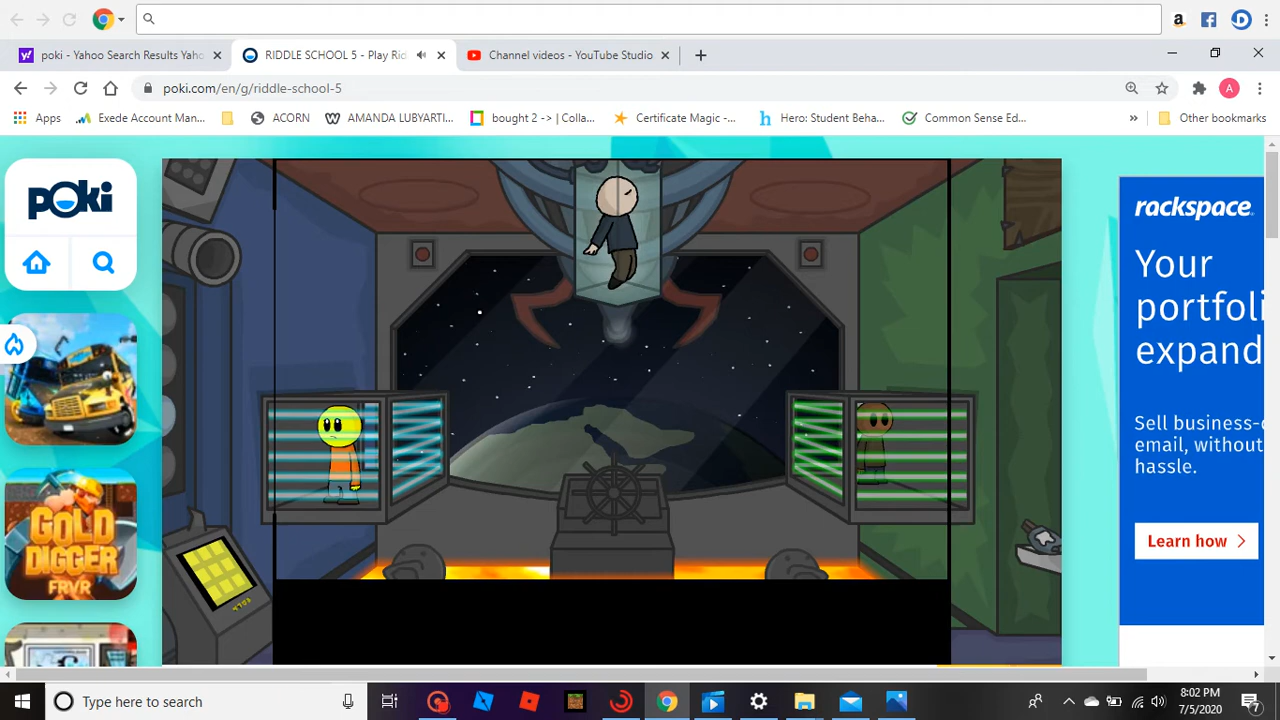 poki - Yahoo Search Results Yaho
RIDDLE SCHOOL 5 - Play Rid
Channel videos - YouTube Studio
poki.com/en/g/riddle-school-5
A
Apps
Exede Account Man...
ACORN
AMANDA LUBYARTI...
bought 2 -> | Colla...
Certificate Magic -...
Hero: Student Beha...
Common Sense Ed...
Other bookmarks
poki
rackspace
Your
portfoli
expand
Sell business-c
email, without
hassle.
Learn how
GOLD
DIGGER
FRVR
Type here to search
8:02 PM
7/5/2020
7